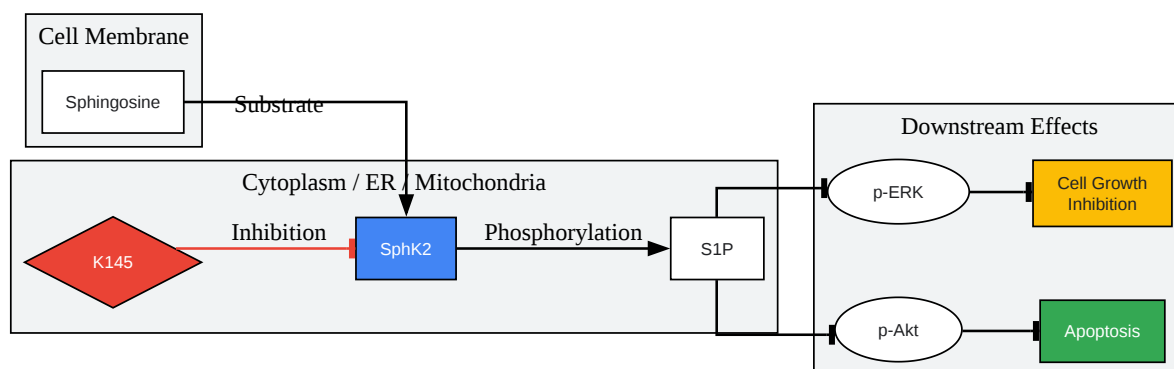 Cell Membrane
Sphingosine
Substrate
Cytoplasm / ER / Mitochondria
K145
Inhibition
SphK2
Phosphorylation
S1P
Downstream Effects
p-ERK
Cell Growth
Inhibition
p-Akt
Apoptosis